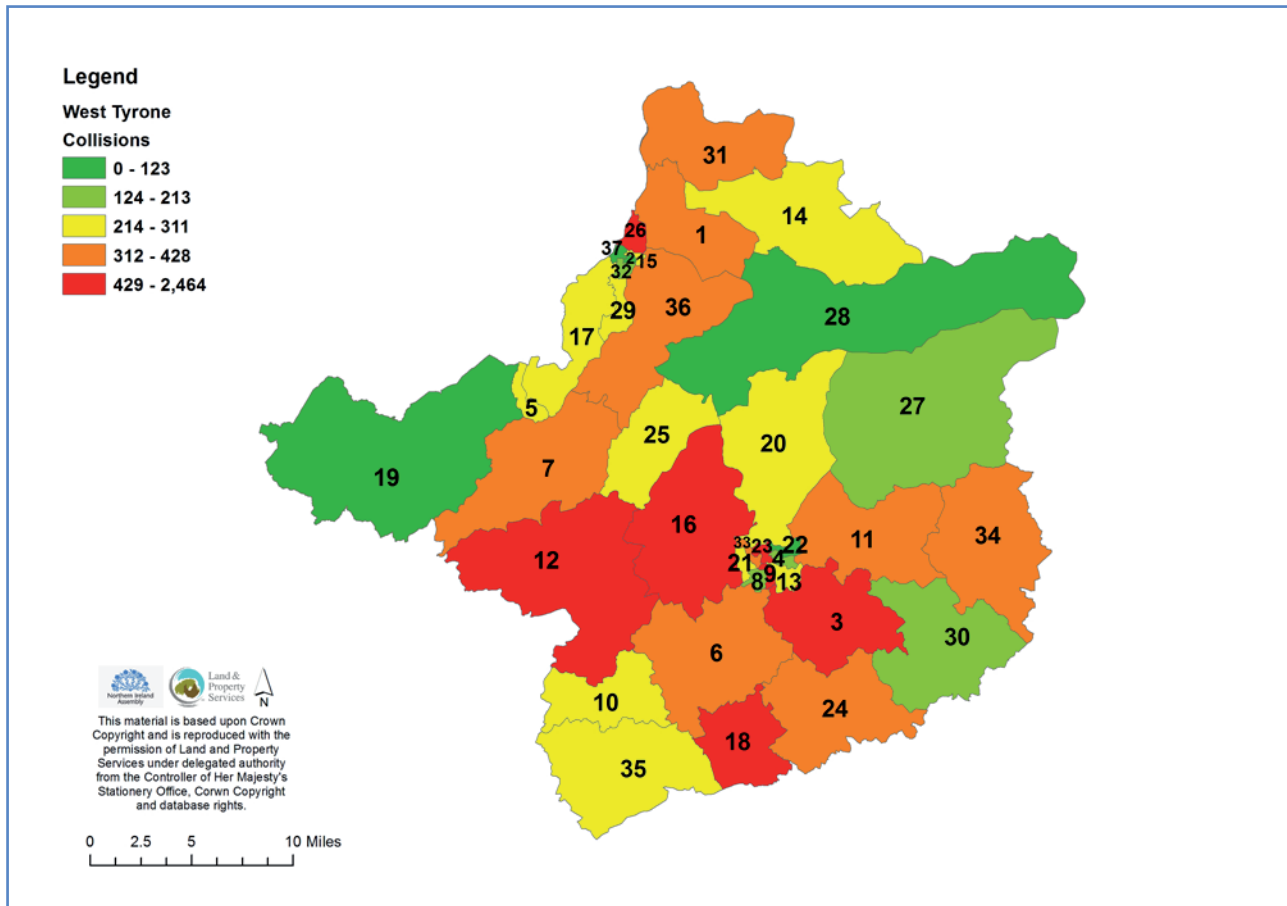 Legend
West Tyrone
Collisions
0 - 123
124 - 213
214 - 311
312 - 428
429 - 2,464
31
14
26
1
37
2 15
32
28
36
29
17
27
5
25
20
7
19
16
11
34
33 23 22
12
21
4
9
8
13
3
30
6
10
24
18
35
Northern Ireland
Assembly
Land &
Property
Services
N
This material is based upon Crown
Copyright and is reproduced with the
permission of Land and Property
Services under delegated authority
from the Controller of Her Majesty's
Stationery Office, Corwn Copyright
and database rights.
0 2.5 5 10 Miles